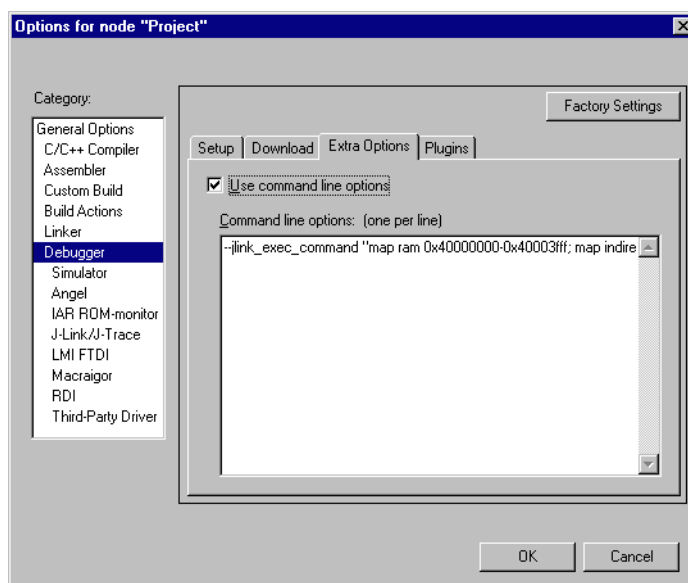 Options for node "Project"
Category:
Factory Settings
General Options
C/C++ Compiler
Assembler
Custom Build
Build Actions
Linker
Debugger
Simulator
Angel
IAR ROM-monitor
J-Link/J-Trace
LMI FTDI
Macraigor
RDI
Third-Party Driver
Setup Download Extra Options Plugins
Use command line options
Command line options: (one per line)
--jlink_exec_command "map ram 0x40000000-0x40003fff; map indire
OK Cancel